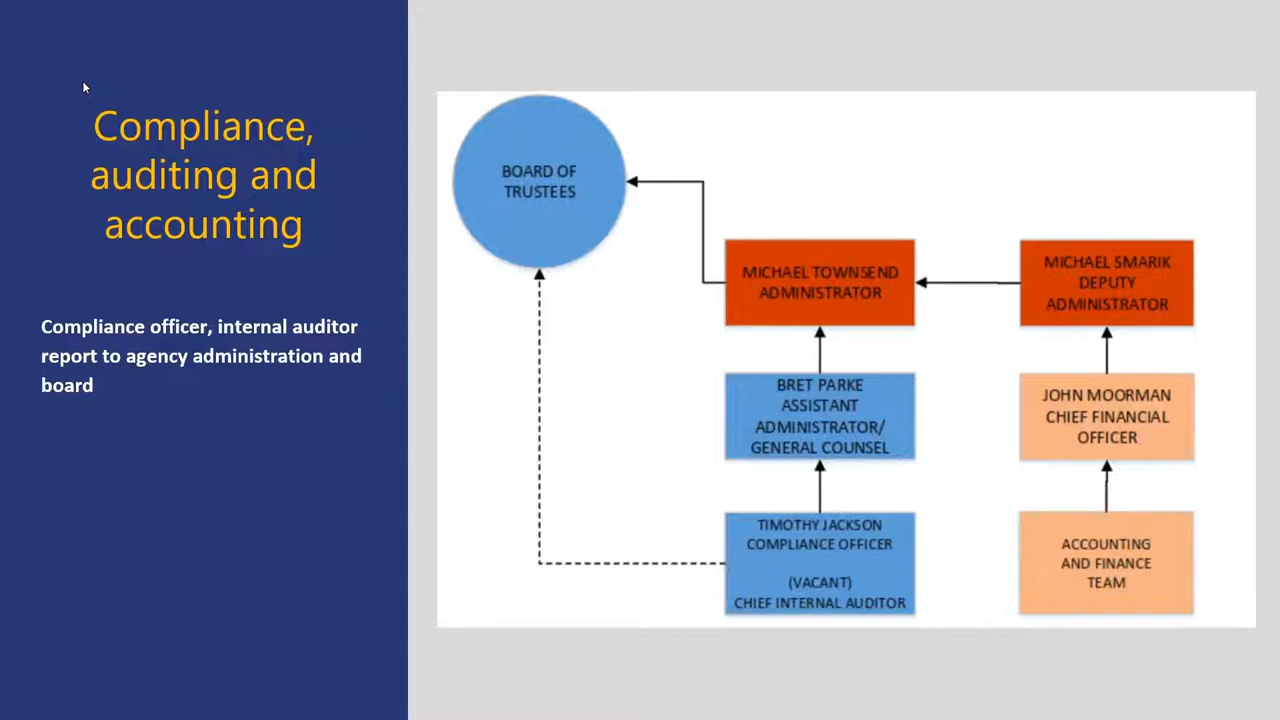 Compliance,
auditing and
accounting
Compliance officer, internal auditor
report to agency administration and
board
BOARD OF
TRUSTEES
MICHAEL TOWNSEND
ADMINISTRATOR
MICHAEL SMARIK
DEPUTY
ADMINISTRATOR
BRET PARKE
ASSISTANT
ADMINISTRATOR/
GENERAL COUNSEL
JOHN MOORMAN
CHIEF FINANCIAL
OFFICER
TIMOTHY JACKSON
COMPLIANCE OFFICER
(VACANT)
CHIEF INTERNAL AUDITOR
ACCOUNTING
AND FINANCE
TEAM